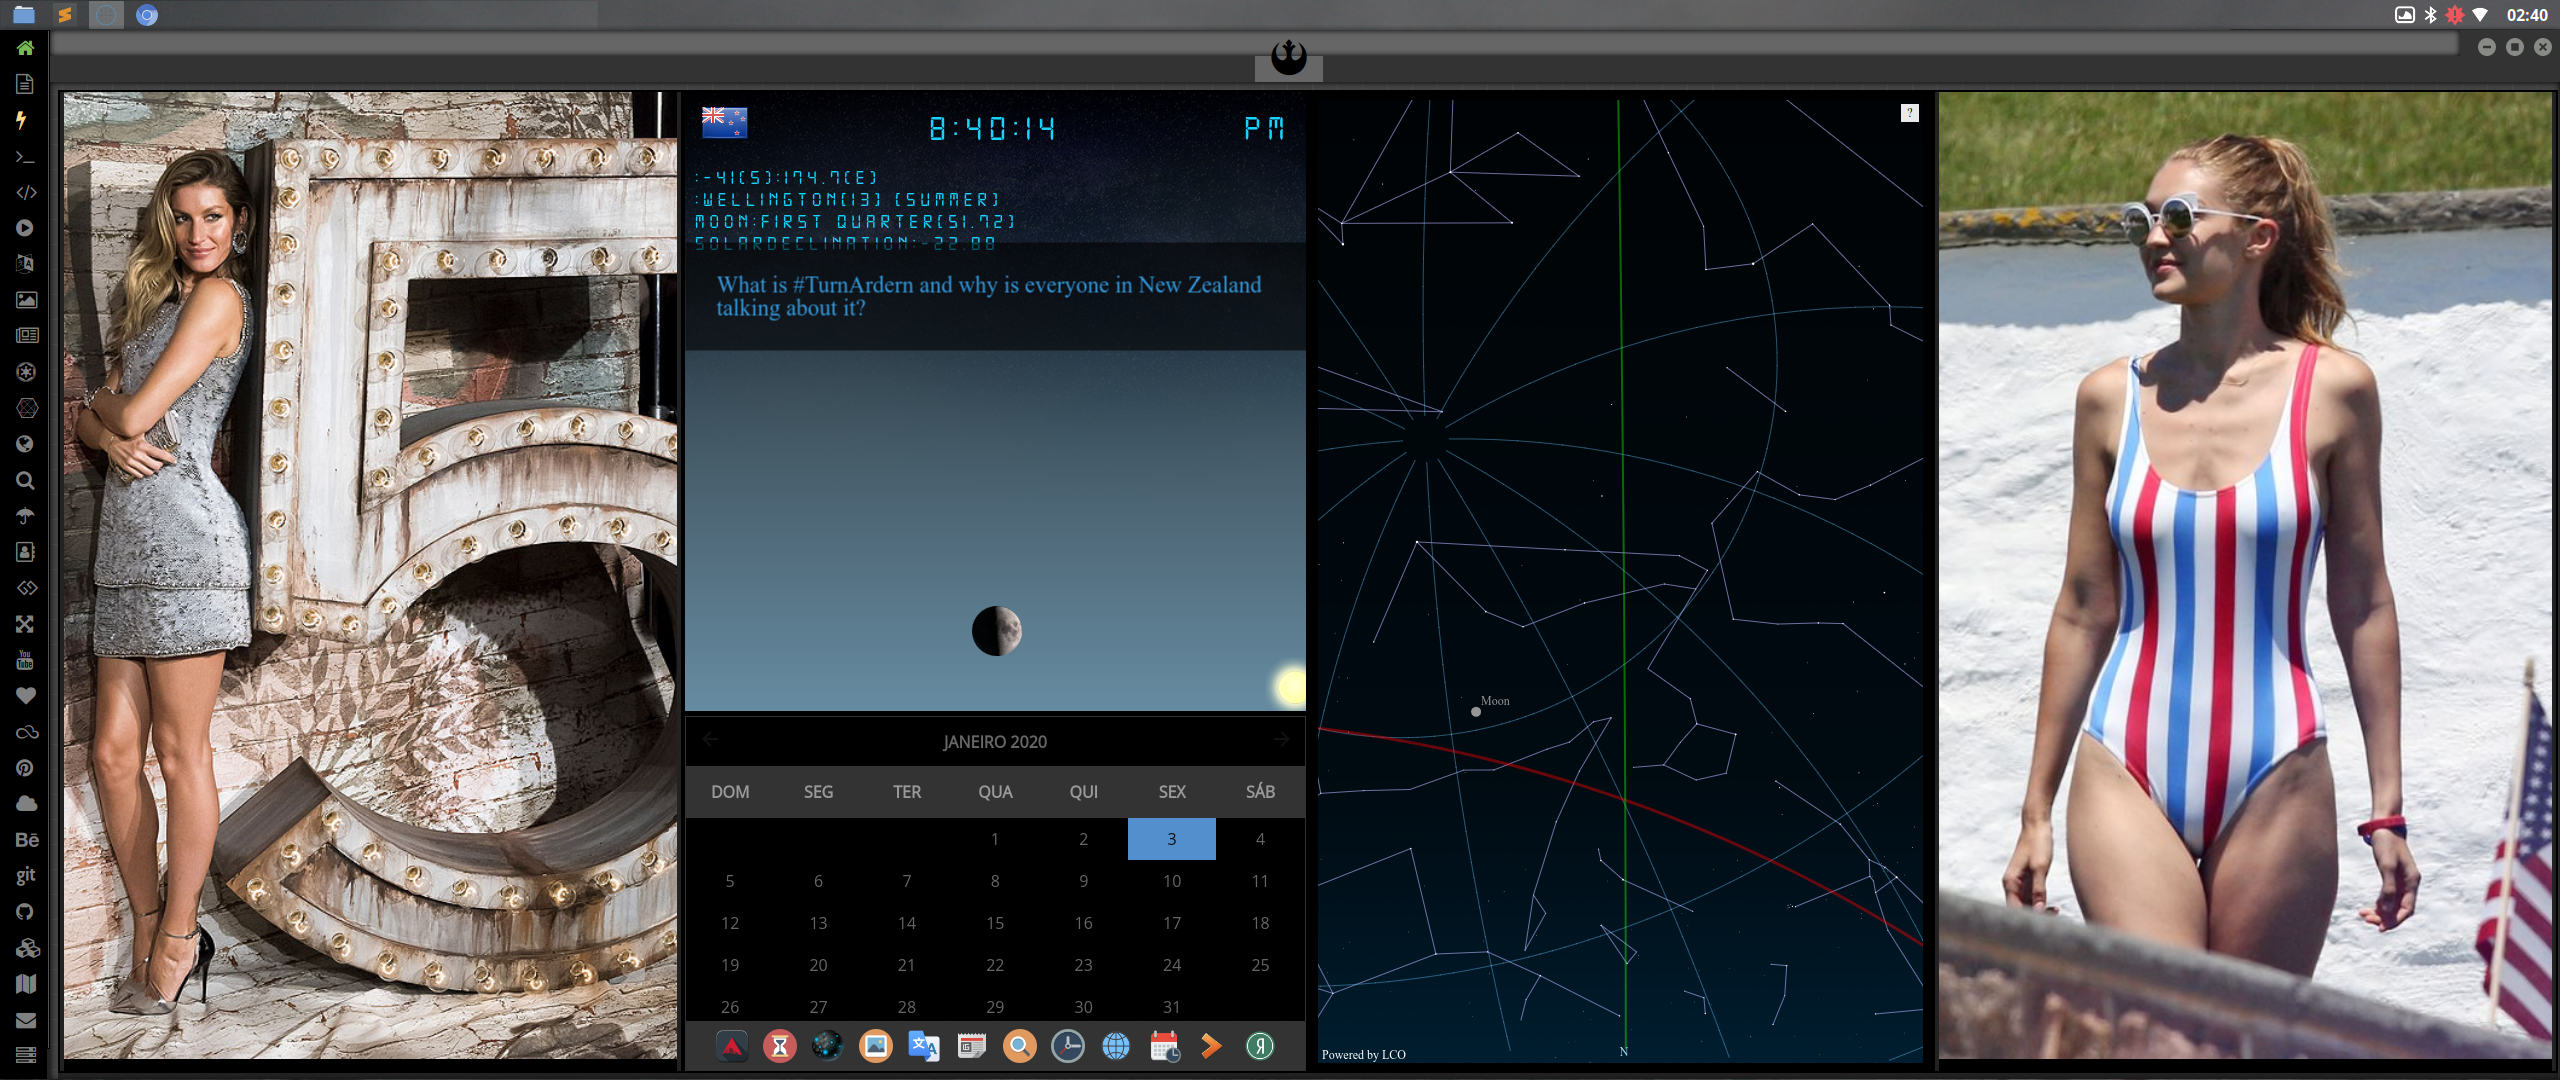 02:40
8:40:14 PM
:-41(S):174.7(E)
:WELLINGTON(13) (SUMMER)
MOON:FIRST QUARTER(51.72)
SOLARDECLINATION:-22.88
What is #TurnArdern and why is everyone in New Zealand
talking about it?
JANEIRO 2020
DOM SEG TER QUA QUI SEX SÁB
1 2 3 4
5 6 7 8 9 10 11
12 13 14 15 16 17 18
19 20 21 22 23 24 25
26 27 28 29 30 31
?
Moon
N
Powered by LCO
You
Tube
Bē
git